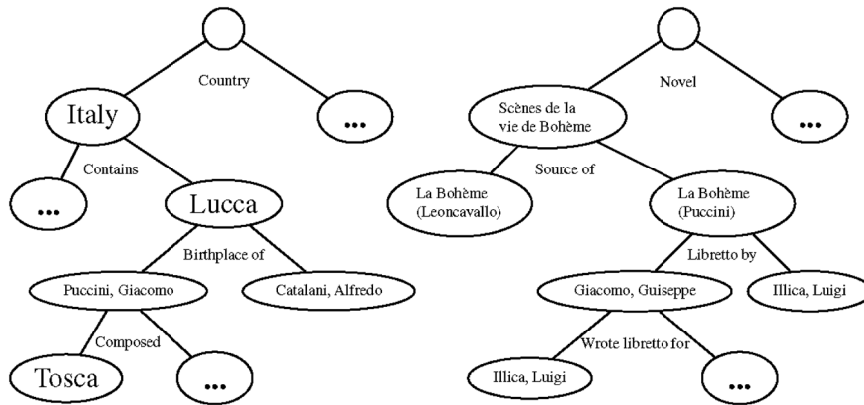 Country
Italy
...
Contains
...
Lucca
Birthplace of
Puccini, Giacomo
Catalani, Alfredo
Composed
Tosca
...
Novel
Scènes de la
vie de Bohème
...
Source of
La Bohème
(Leoncavallo)
La Bohème
(Puccini)
Libretto by
Giacomo, Guiseppe
Illica, Luigi
Wrote libretto for
Illica, Luigi
...